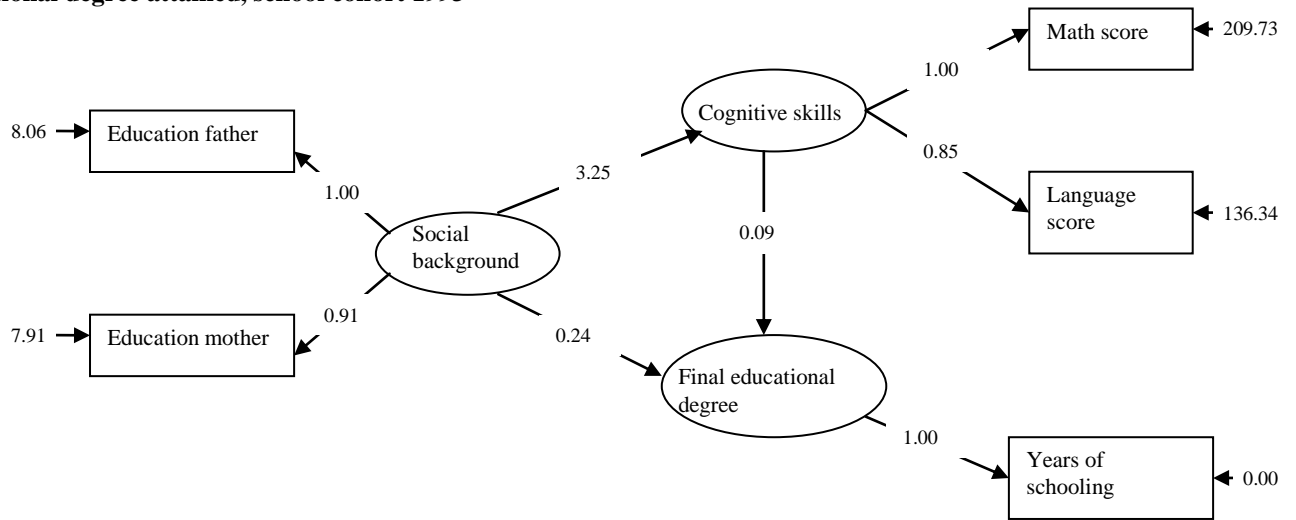 degree attained, school cohort
Math score
209.73
1.00
Cognitive skills
8.06
Education father
0.85
3.25
1.00
Language
score
136.34
Social
background
0.09
0.91
7.91
Education mother
0.24
Final educational
degree
1.00
Years of
schooling
0.00